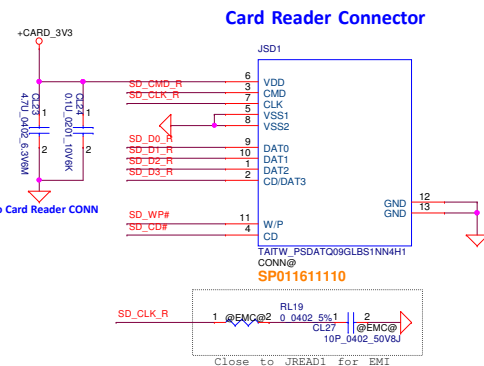 Card Reader Connector
+CARD_3V3
JSD1
6 VDD
SD_CMD_R 3 CMD
SD_CLK_R 7 CLK
5 VSS1
8 VSS2
CL23
4.7U_0402_6.3V6M
1
2
CL24
0.1U_0201_10V6K
1
2
SD_D0_R 9 DAT0
SD_D1_R 10 DAT1
SD_D2_R 1 DAT2
SD_D3_R 2 CD/DAT3
GND 12
GND 13
o Card Reader CONN
SD_WP# 11 W/P
SD_CD# 4 CD
TAITW_PSDATQ09GLBS1NN4H1
CONN@
SP011611110
RL19
SD_CLK_R 1 @EMC@ 2 0_0402_5% 1 2
CL27 @EMC@
10P_0402_50V8J
Close to JREAD1 for EMI